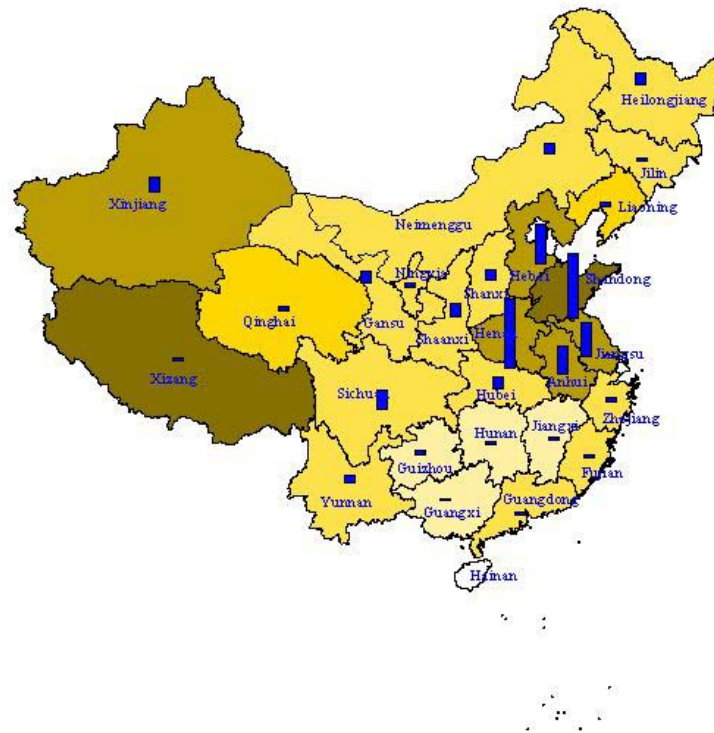 Heilongjiang
Jilin
Xinjiang
Liaoning
Neimenggu
Ningxia
Hebei
Shandong
Shanxi
Qinghai
Gansu
Shaanxi
Jiangsu
Xizang
Anhui
Sichuan
Hubei
Zhejiang
Jiangxi
Hunan
Guizhou
Fujian
Yunnan
Guangxi
Guangdong
Hainan